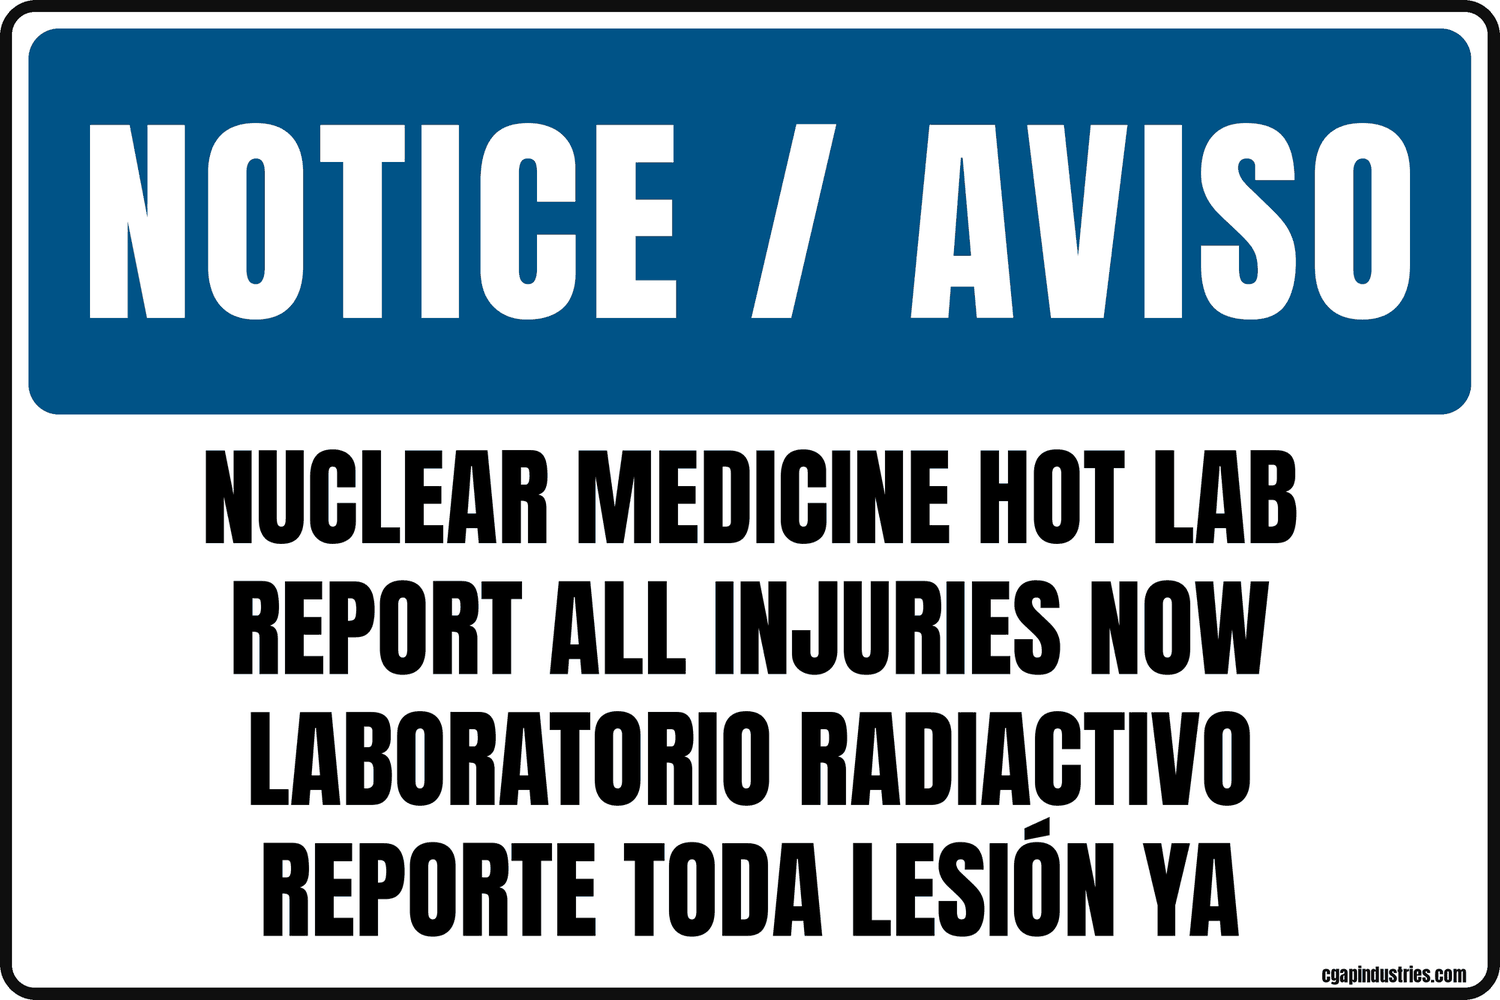 NOTICE / AVISO
NUCLEAR MEDICINE HOT LAB
REPORT ALL INJURIES NOW
LABORATORIO RADIACTIVO
REPORTE TODA LESIÓN YA
cgapindustries.com